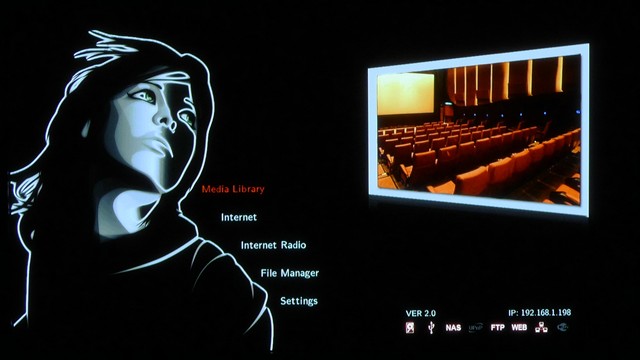 Media Library
Internet
Internet Radio
File Manager
Settings
VER 2.0 IP: 192.168.1.198
NAS UPnP FTP WEB